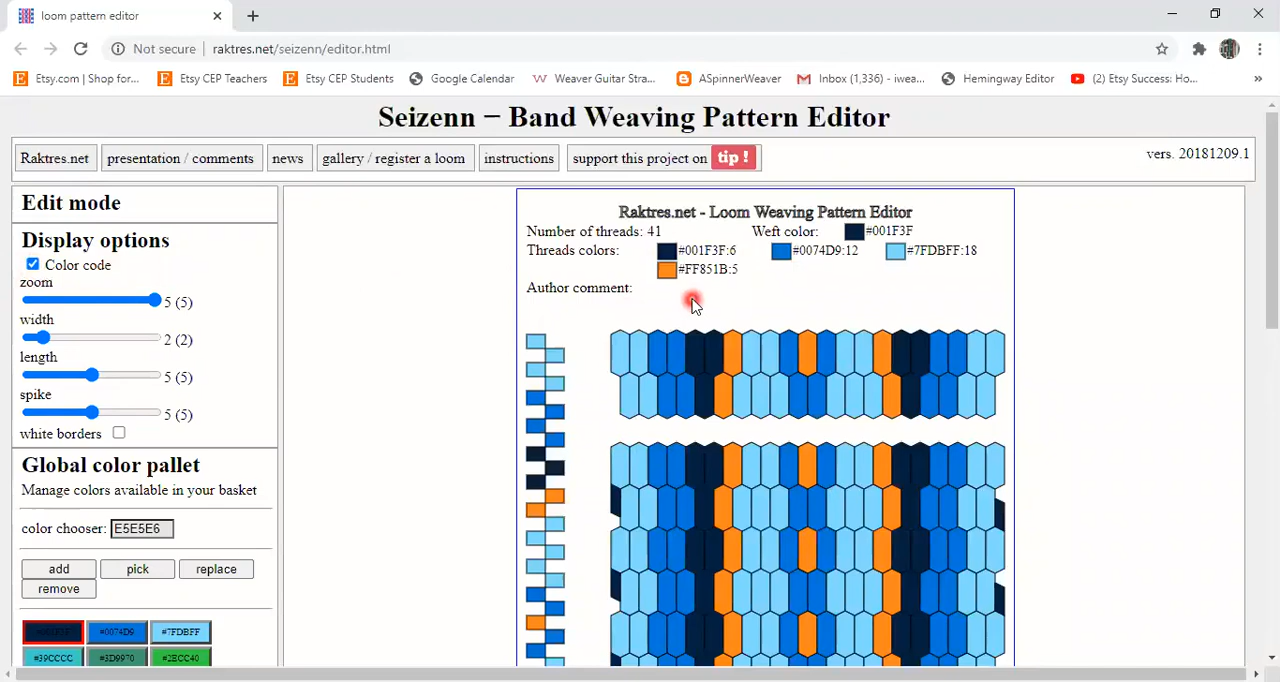 loom pattern editor
Not secure raktres.net/seizenn/editor.html
Etsy.com | Shop for... Etsy CEP Teachers Etsy CEP Students Google Calendar Weaver Guitar Stra... ASpinnerWeaver Inbox (1,336) - iwea... Hemingway Editor (2) Etsy Success: Ho... »
Seizenn – Band Weaving Pattern Editor
Raktres.net presentation / comments news gallery / register a loom instructions support this project on tip ! vers. 20181209.1
Edit mode
Display options
Color code
zoom
5 (5)
width
2 (2)
length
5 (5)
spike
5 (5)
white borders
Global color pallet
Manage colors available in your basket
color chooser: E5E5E6
add pick replace
remove
#0074D9 #7FDBFF
#39CCCC #3D9970 #2ECC40
Raktres.net - Loom Weaving Pattern Editor
Number of threads: 41 Weft color: #001F3F
Threads colors: #001F3F:6 #0074D9:12 #7FDBFF:18
#FF851B:5
Author comment: